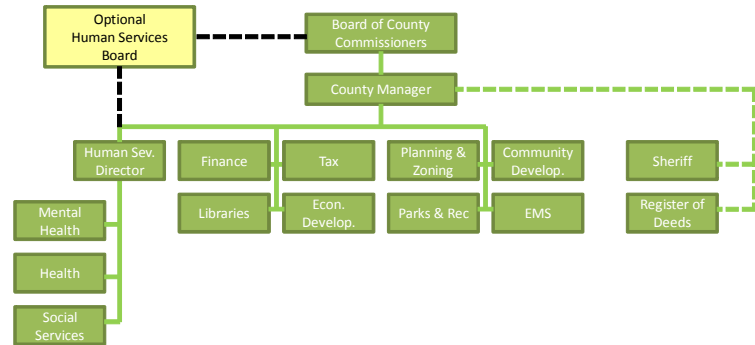 Optional
Human Services
Board
Board of County
Commissioners
County Manager
Human Sev.
Director
Finance
Tax
Planning &
Zoning
Community
Develop.
Sheriff
Libraries
Econ.
Develop.
Parks & Rec
EMS
Register of
Deeds
Mental
Health
Health
Social
Services